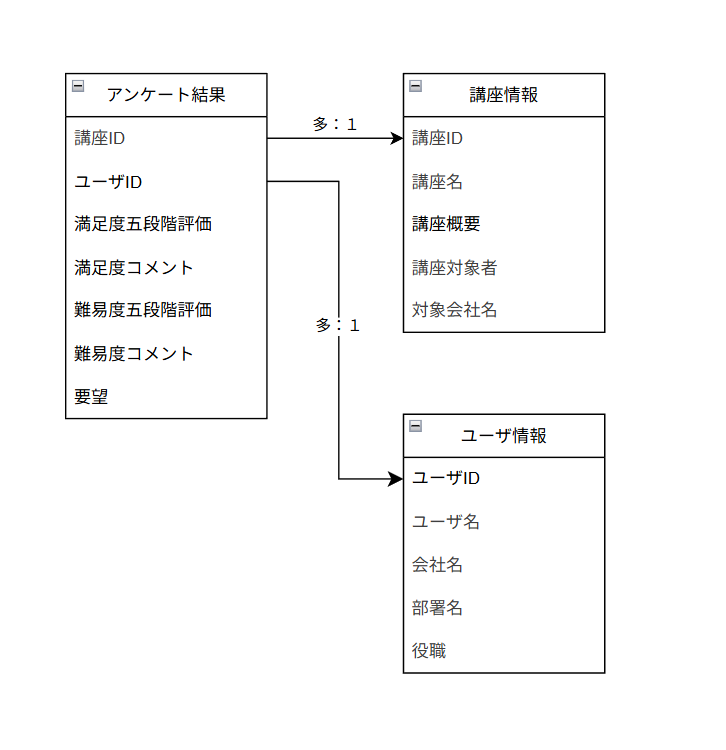 アンケート結果
講座ID
ユーザID
満足度五段階評価
満足度コメント
難易度五段階評価
難易度コメント
要望
多：１
多：１
講座情報
講座ID
講座名
講座概要
講座対象者
対象会社名
ユーザ情報
ユーザID
ユーザ名
会社名
部署名
役職